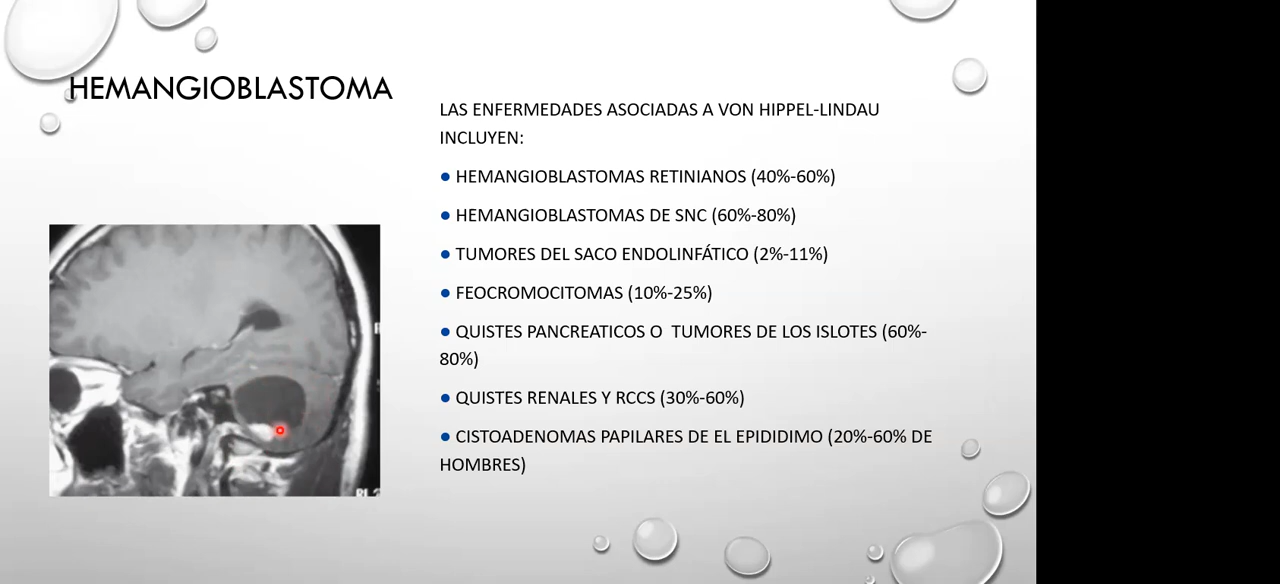 HEMANGIOBLASTOMA
LAS ENFERMEDADES ASOCIADAS A VON HIPPEL-LINDAU
INCLUYEN:
● HEMANGIOBLASTOMAS RETINIANOS (40%-60%)
● HEMANGIOBLASTOMAS DE SNC (60%-80%)
● TUMORES DEL SACO ENDOLINFÁTICO (2%-11%)
● FEOCROMOCITOMAS (10%-25%)
● QUISTES PANCREATICOS O TUMORES DE LOS ISLOTES (60%-
80%)
● QUISTES RENALES Y RCCS (30%-60%)
● CISTOADENOMAS PAPILARES DE EL EPIDIDIMO (20%-60% DE
HOMBRES)